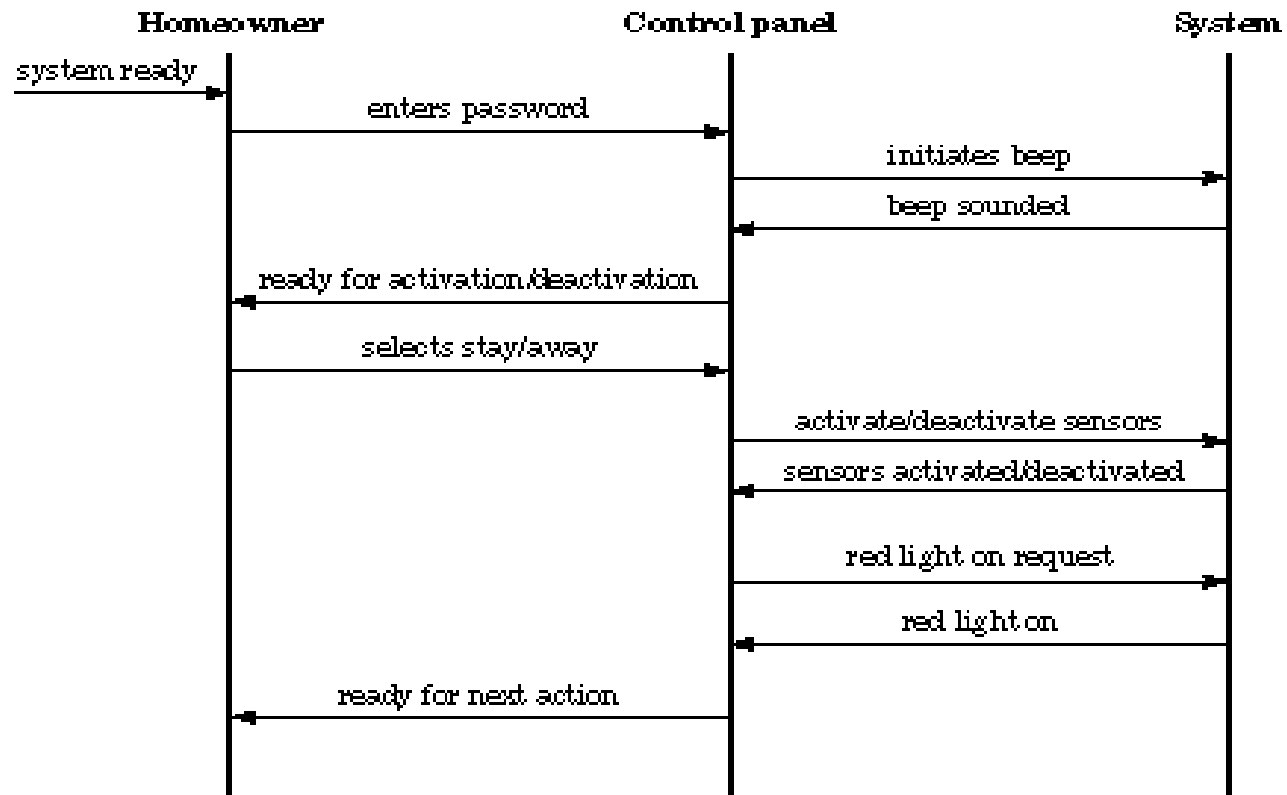 Homeowner Control panel System
system ready
enters password
initiates beep
beep sounded
ready for activation/deactivation
selects stay/away
activate/deactivate sensors
sensors activated/deactivated
red light on request
red light on
ready for next action